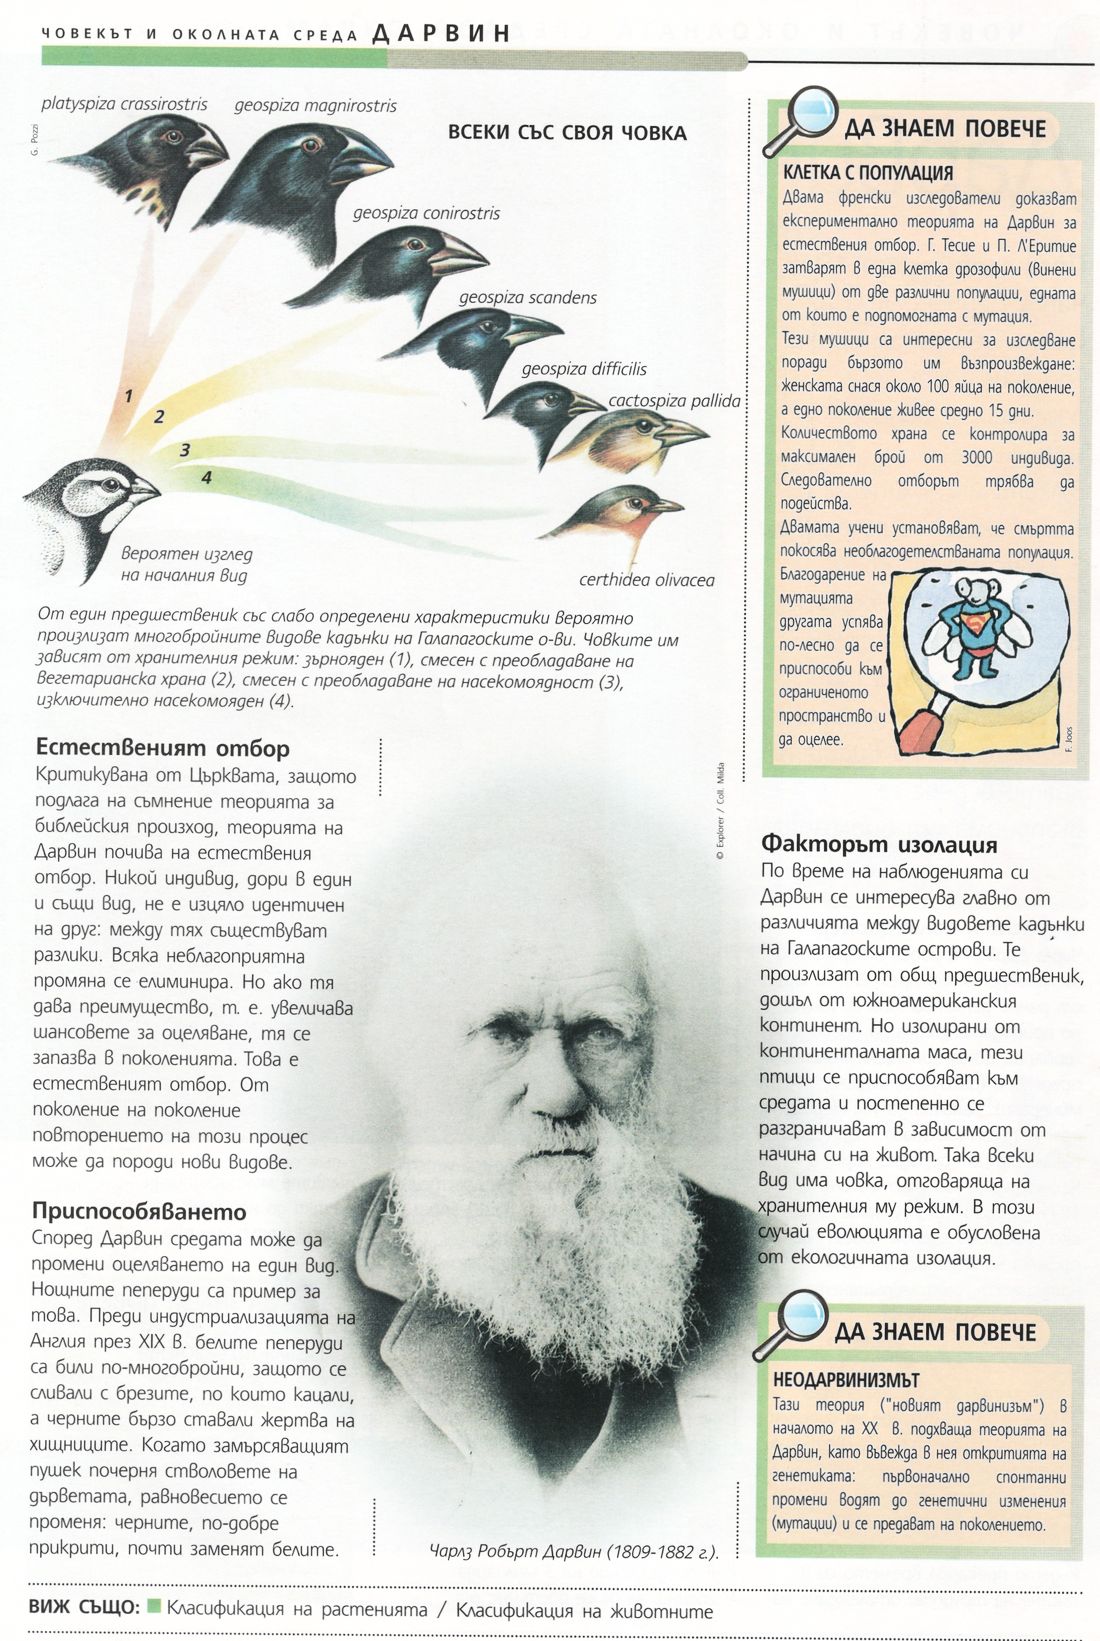 ЧОВЕКЪТ И ОКОЛНАТА СРЕДА ДАРВИН
platyspiza crassirostris
geospiza magnirostris
G. Pozzi
ВСЕКИ СЪС СВОЯ ЧОВКА
geospiza conirostris
geospiza scandens
geospiza difficilis
cactospiza pallida
1
2
3
4
Вероятен изглед
на началния вид
certhidea olivacea
От един предшественик със слабо определени характеристики вероятно
произлизат многобройните видове кадънки на Галапагоските о-ви. Човките им
зависят от хранителния режим: зърнояден (1), смесен с преобладаване на
вегетарианска храна (2), смесен с преобладаване на насекомоядност (3),
изключително насекомояден (4).
Естественият отбор
Критикувана от Църквата, защото
подлага на съмнение теорията за
библейския произход, теорията на
Дарвин почива на естествения
отбор. Никой индивид, дори в един
и същи вид, не е изцяло идентичен
на друг: между тях съществуват
разлики. Всяка неблагоприятна
промяна се елиминира. Но ако тя
дава преимущество, т. е. увеличава
шансовете за оцеляване, тя се
запазва в поколенията. Това е
естественият отбор. От
поколение на поколение
повторението на този процес
може да породи нови видове.
Приспособяването
Според Дарвин средата може да
промени оцеляването на един вид.
Нощните пеперуди са пример за
това. Преди индустриализацията на
Англия през XIX в. белите пеперуди
са били по-многобройни, защото се
сливали с брезите, по които кацали,
а черните бързо ставали жертва на
хищниците. Когато замърсяващият
пушек почерня стволовете на
дърветата, равновесието се
променя: черните, по-добре
прикрити, почти заменят белите.
© Explorer / Coll. Milda
Чарлз Робърт Дарвин (1809-1882 г.).
ДА ЗНАЕМ ПОВЕЧЕ
КЛЕТКА С ПОПУЛАЦИЯ
Двама френски изследователи доказват
експериментално теорията на Дарвин за
естествения отбор. Г. Тесие и П. Л'Еритие
затварят в една клетка дрозофили (винени
мушици) от две различни популации, едната
от които е подпомогната с мутация.
Тези мушици са интересни за изследване
поради бързото им възпроизвеждане:
женската снася около 100 яйца на поколение,
а едно поколение живее средно 15 дни.
Количеството храна се контролира за
максимален брой от 3000 индивида.
Следователно отборът трябва да
подейства.
Двамата учени установяват, че смъртта
покосява необлагодетелстваната популация.
Благодарение на
мутацията
другата успява
по-лесно да се
приспособи към
ограниченото
пространство и
да оцелее.
S
F. Joos
Факторът изолация
По време на наблюденията си
Дарвин се интересува главно от
различията между видовете кадънки
на Галапагоските острови. Те
произлизат от общ предшественик,
дошъл от южноамериканския
континент. Но изолирани от
континенталната маса, тези
птици се приспособяват към
средата и постепенно се
разграничават в зависимост от
начина си на живот. Така всеки
вид има човка, отговаряща на
хранителния му режим. В този
случай еволюцията е обусловена
от екологичната изолация.
ДА ЗНАЕМ ПОВЕЧЕ
НЕОДАРВИНИЗМЪТ
Тази теория ("новият дарвинизъм") в
началото на XX в. подхваща теорията на
Дарвин, като въвежда в нея откритията на
генетиката: първоначално спонтанни
промени водят до генетични изменения
(мутации) и се предават на поколението.
ВИЖ СЪЩО: Класификация на растенията / Класификация на животните